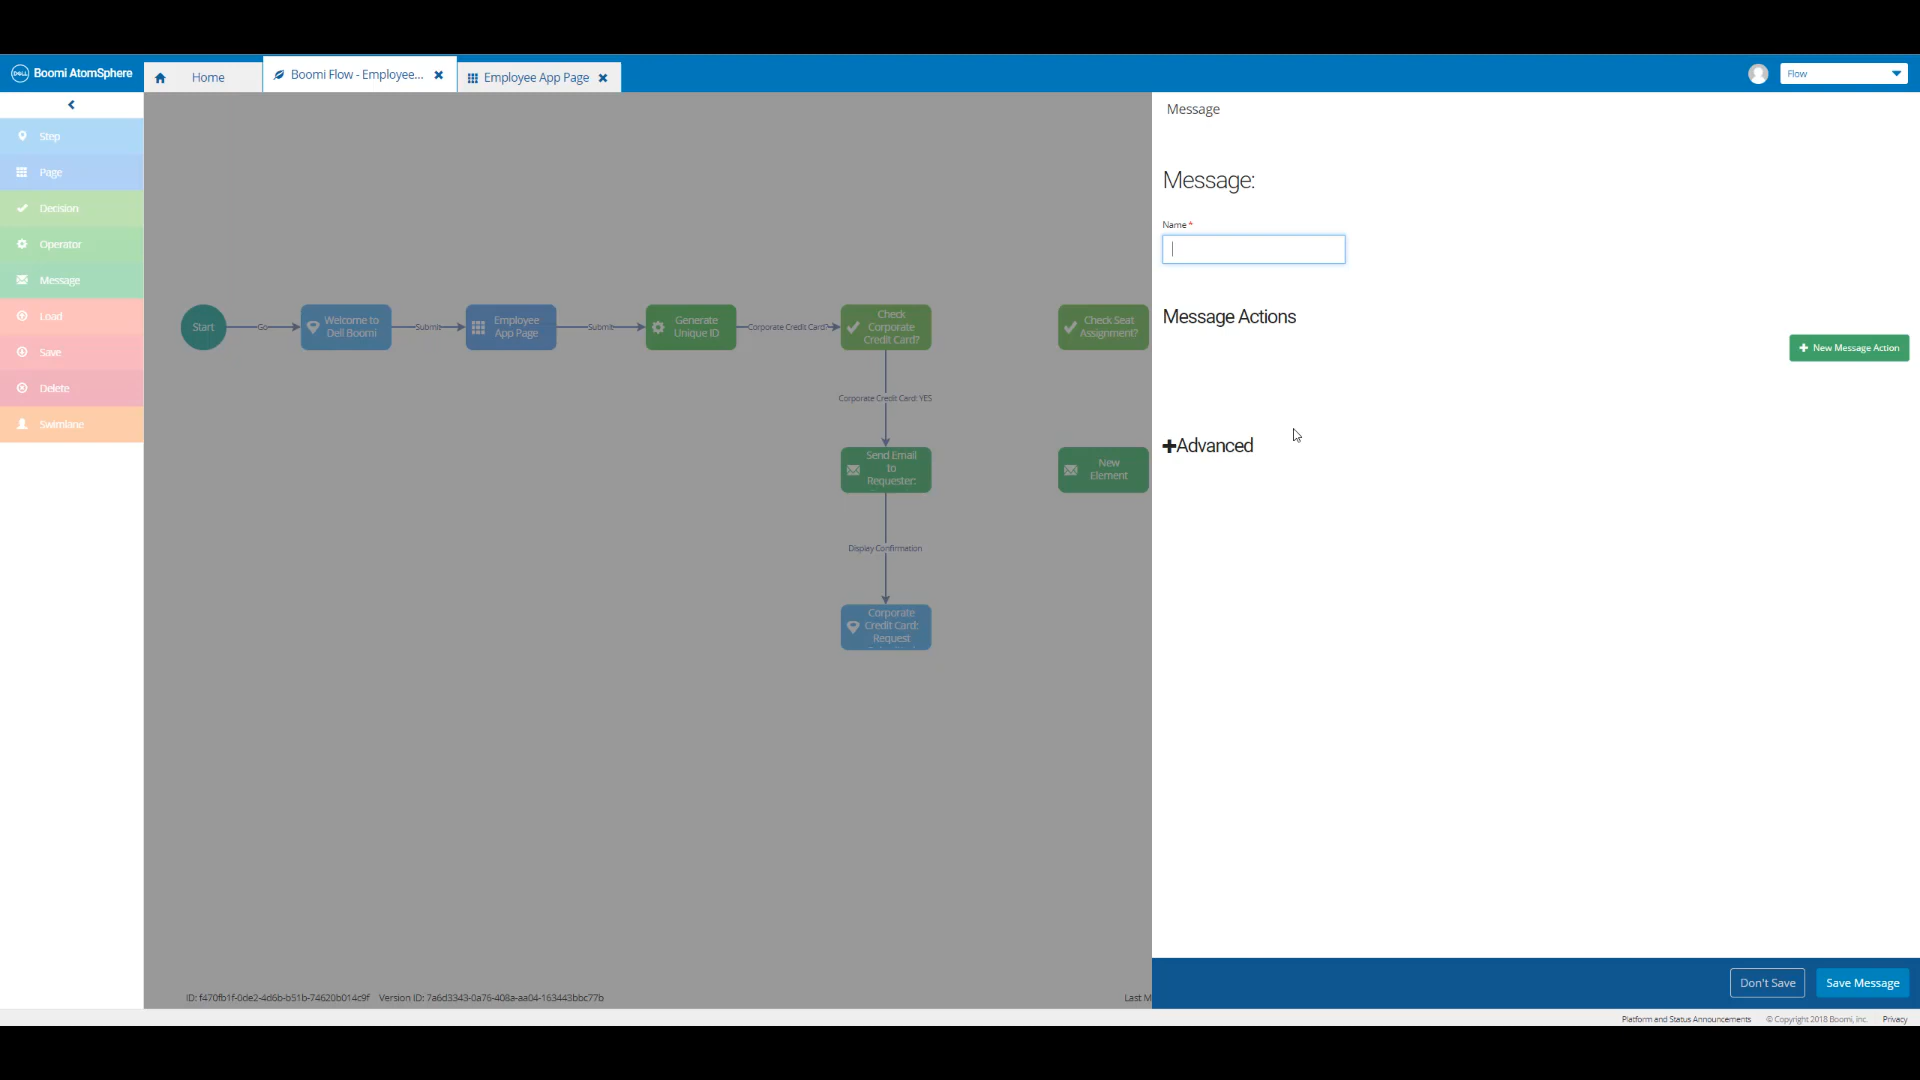 DELL Boomi AtomSphere
Home
Boomi Flow - Employee...
Employee App Page
Flow
Step
Page
Decision
Operator
Message
Load
Save
Delete
Swimlane
Start
Go
Welcome to
Dell Boomi
Submit
Employee
App Page
Submit
Generate
Unique ID
Corporate Credit Card?
Check
Corporate
Credit Card?
Check Seat
Assignment?
Corporate Credit Card: YES
Send Email
to
Requester:
New
Element
Display Confirmation
Corporate
Credit Card:
Request
ID: f470fb1f-0de2-4d6b-b51b-74620b014c9f Version ID: 7a6d3343-0a76-408a-aa04-163443bbc77b
Last M
Message
Message:
Name *
Message Actions
New Message Action
Advanced
Don't Save
Save Message
Platform and Status Announcements © Copyright 2018 Boomi, Inc. Privacy